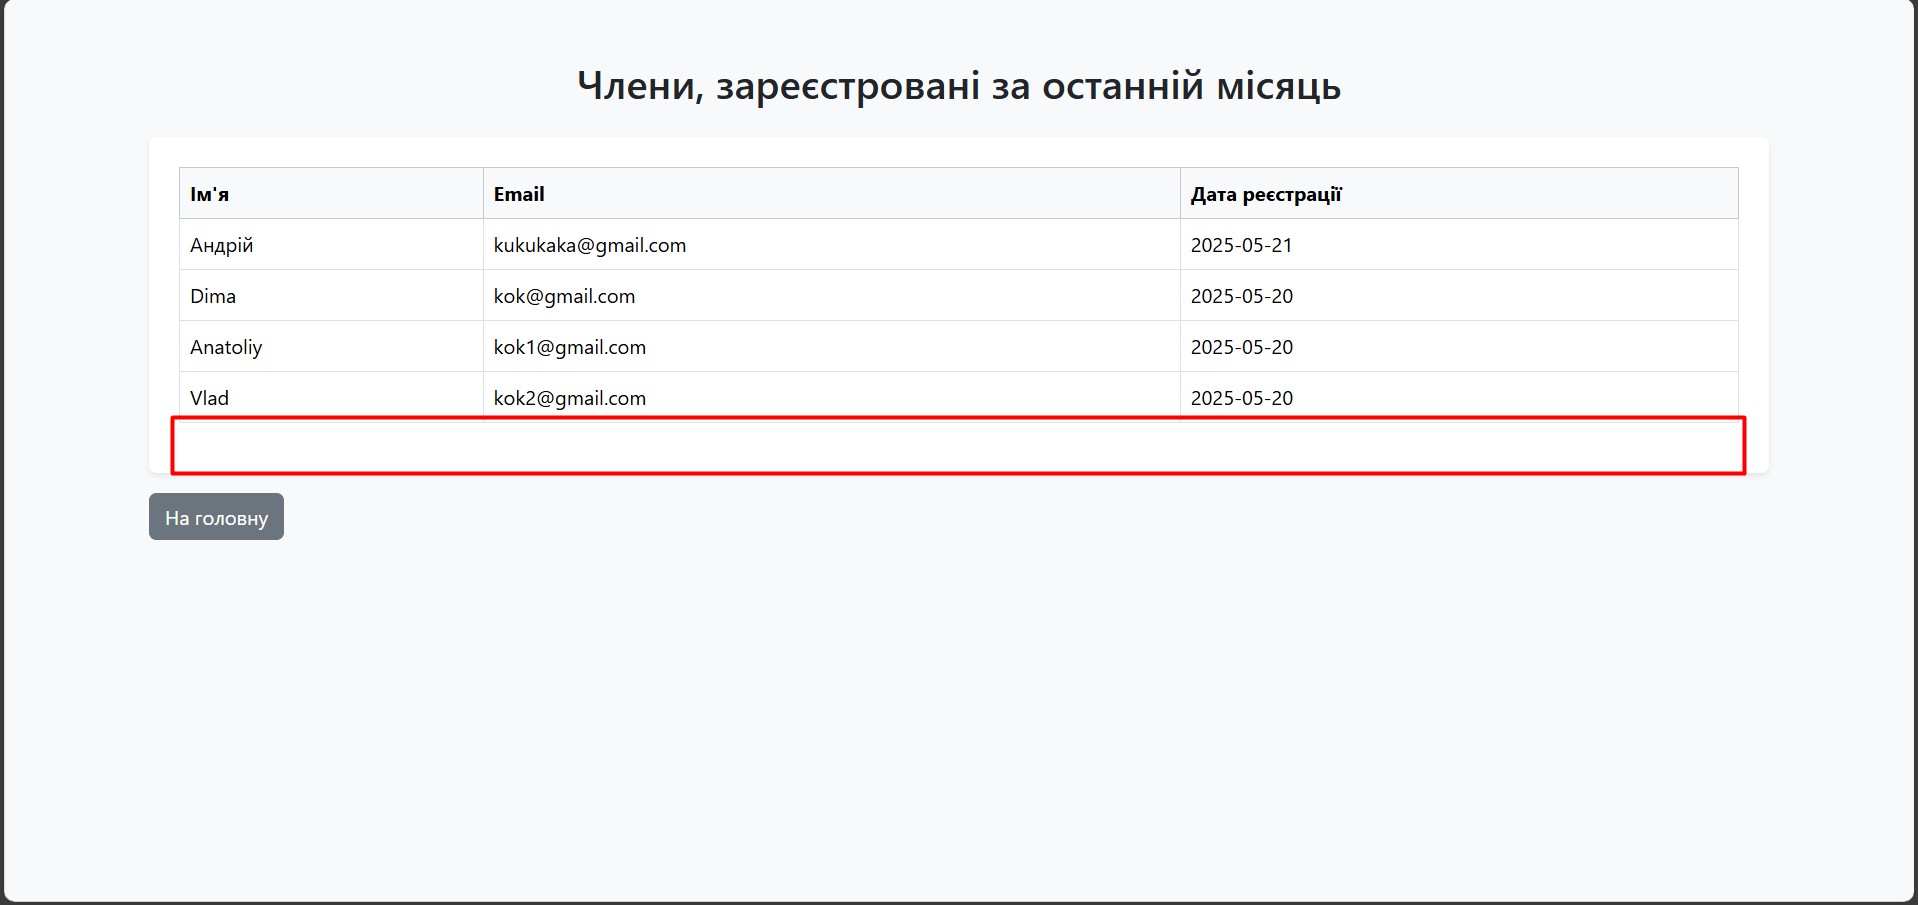 Члени, зареєстровані за останній місяць
Ім'я Email Дата реєстрації
Андрій kukukaka@gmail.com 2025-05-21
Dima kok@gmail.com 2025-05-20
Anatoliy kok1@gmail.com 2025-05-20
Vlad kok2@gmail.com 2025-05-20
На головну